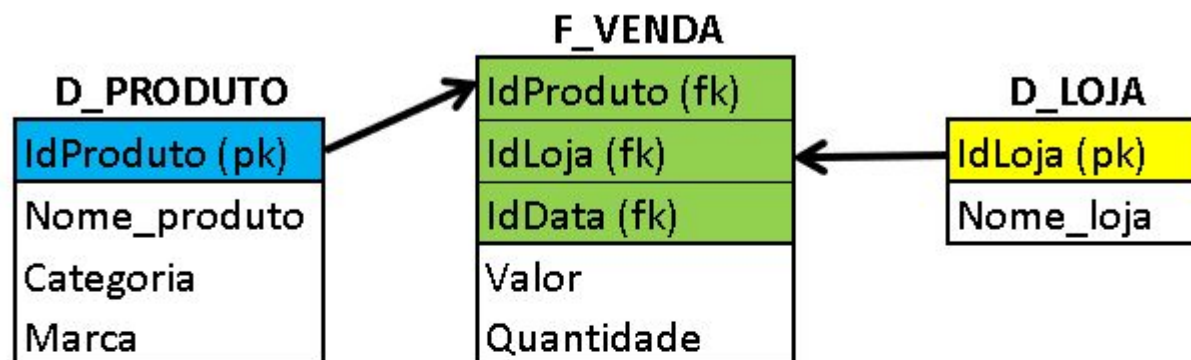 F_VENDA
D_PRODUTO
IdProduto (pk)
Nome_produto
Categoria
Marca
IdProduto (fk)
IdLoja (fk)
IdData (fk)
Valor
Quantidade
D_LOJA
IdLoja (pk)
Nome_loja